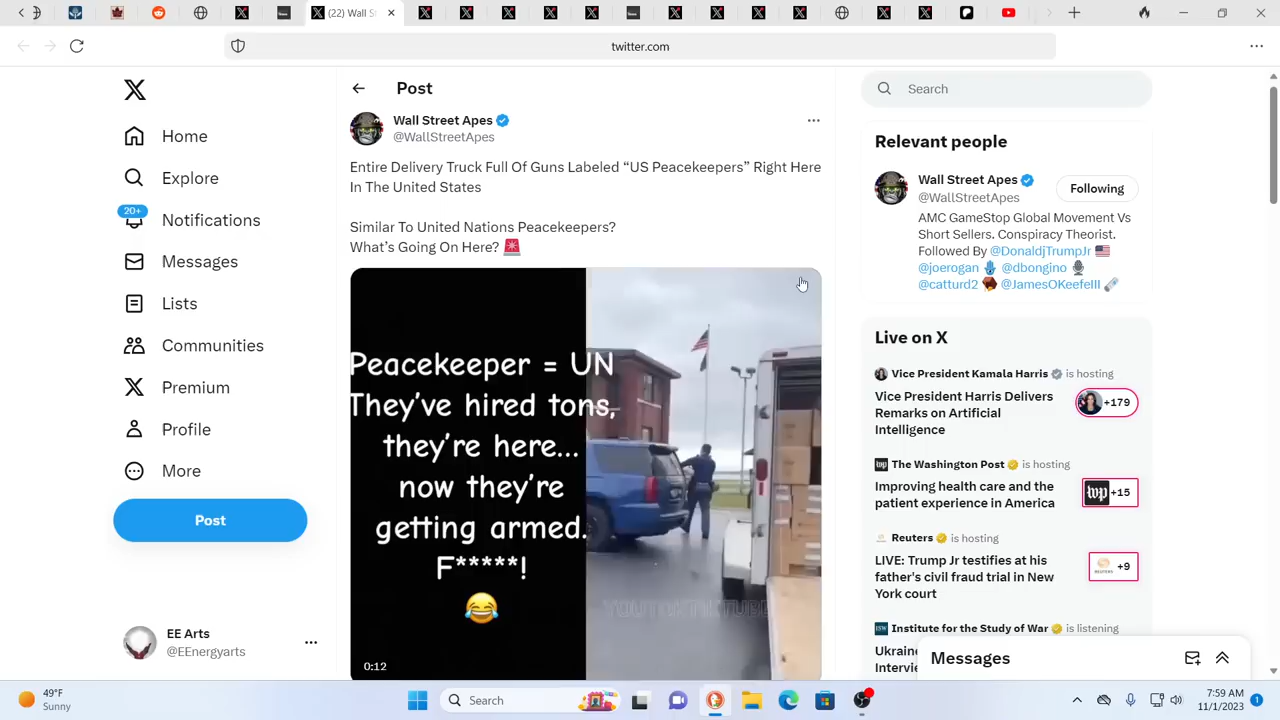 (22) Wall S
twitter.com
Home
Explore
20+
Notifications
Messages
Lists
Communities
Premium
Profile
More
Post
EE Arts
@EEnergyarts
Post
Wall Street Apes
@WallStreetApes
Entire Delivery Truck Full Of Guns Labeled “US Peacekeepers” Right Here
In The United States
Similar To United Nations Peacekeepers?
What’s Going On Here?
Peacekeeper = UN
They’ve hired tons,
they’re here...
now they’re
getting armed.
F*****!
0:12
Search
Relevant people
Wall Street Apes
@WallStreetApes
Following
AMC GameStop Global Movement Vs
Short Sellers. Conspiracy Theorist.
Followed By @DonaldjTrumpJr
@joerogan @dbongino
@catturd2 @JamesOKeefeIII
Live on X
Vice President Kamala Harris is hosting
Vice President Harris Delivers
Remarks on Artificial
Intelligence
+179
The Washington Post is hosting
Improving health care and the
patient experience in America
wp +15
Reuters is hosting
LIVE: Trump Jr testifies at his
father's civil fraud trial in New
York court
+9
Institute for the Study of War is listening
Ukraine
Intervie
Messages
49°F
Sunny
Search
7:59 AM
11/1/2023
1